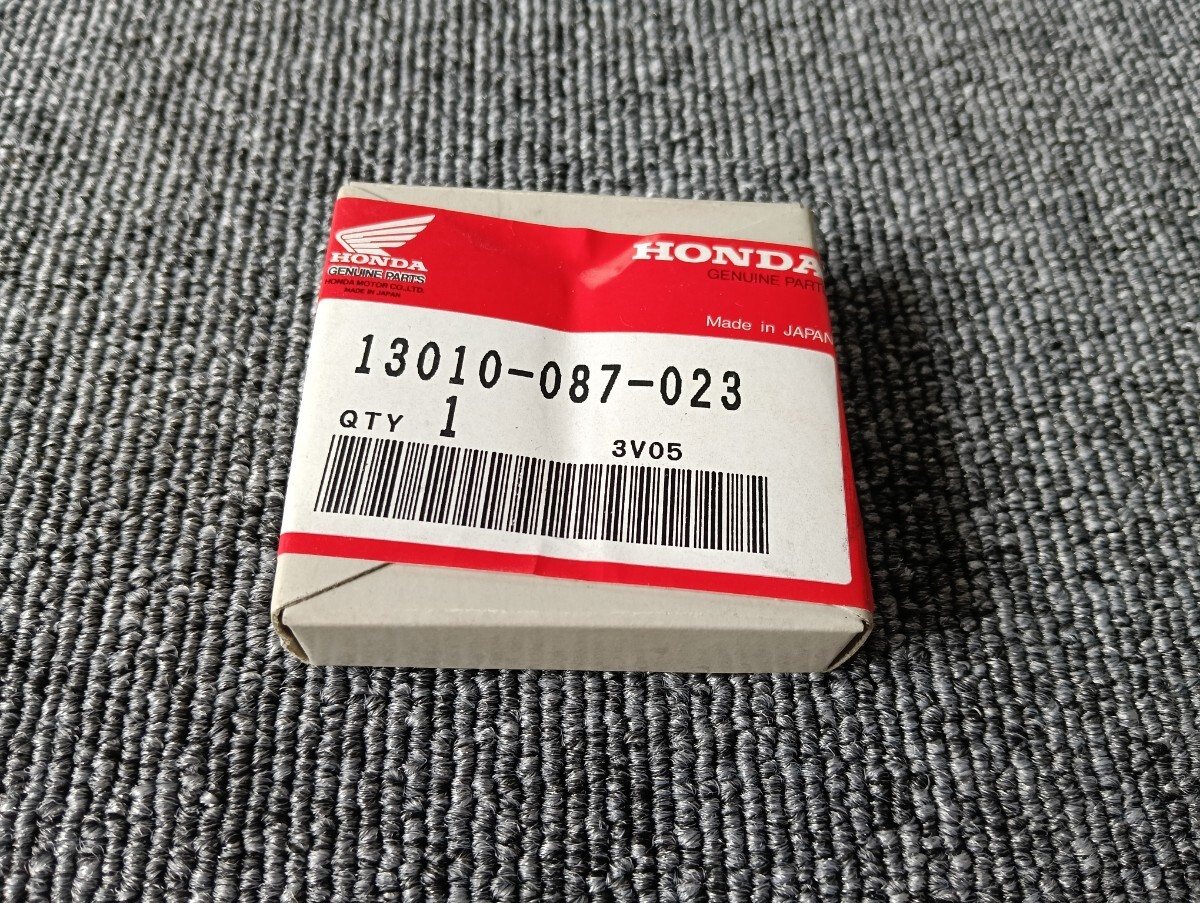 HONDA
GENUINE PARTS
HONDA MOTOR CO., LTD.
MADE IN JAPAN
HONDA
GENUINE PARTS
Made in JAPAN
13010-087-023
QTY 1
3V05